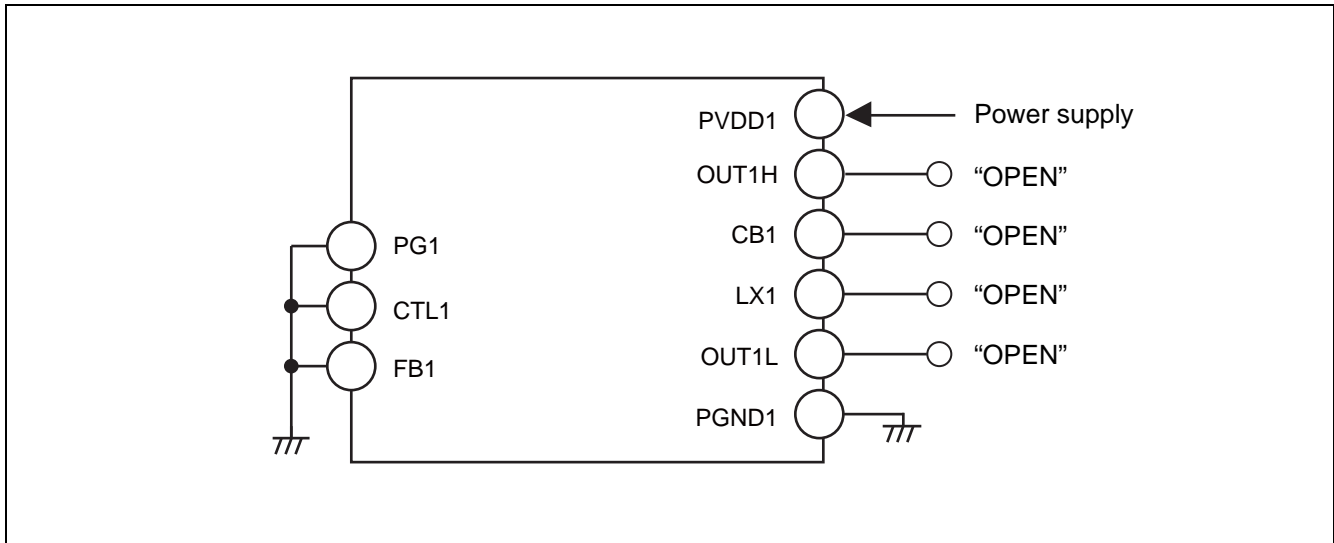 PVDD1
Power supply
OUT1H
“OPEN”
PG1
CB1
“OPEN”
CTL1
LX1
“OPEN”
FB1
OUT1L
“OPEN”
PGND1